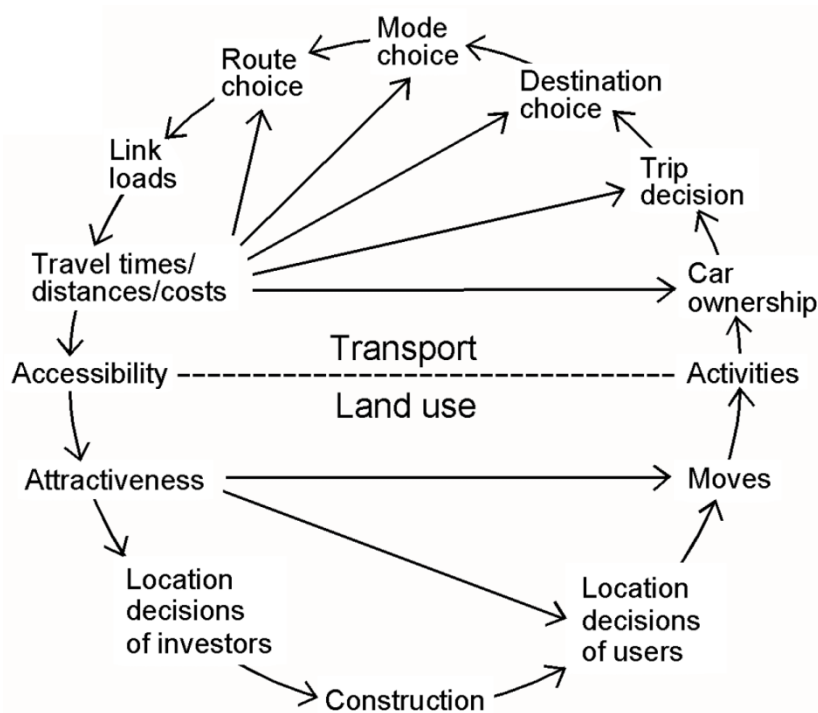 Mode
choice
Route
choice
Destination
choice
Link
loads
Trip
decision
Travel times/
distances/costs
Car
ownership
Transport
Accessibility
Activities
Land use
Attractiveness
Moves
Location
decisions
of investors
Location
decisions
of users
Construction